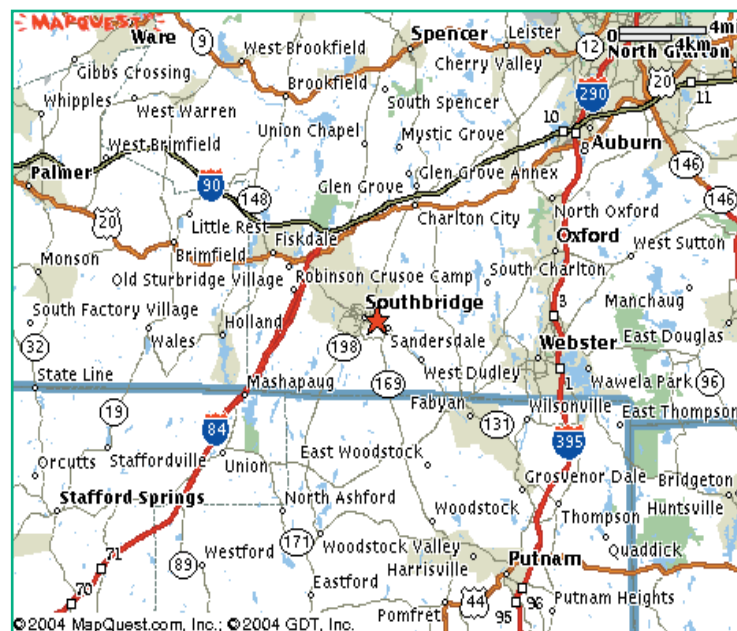 MAPQUEST
Ware
9
West Brookfield
Spencer
Leister
12
0
4mi
4km
North Grafton
Gibbs Crossing
Cherry Valley
Brookfield
20
11
Whipples
West Warren
South Spencer
290
Union Chapel
Mystic Grove
10
8
Auburn
West Brimfield
Palmer
90
148
Glen Grove
Glen Grove Annex
146
146
20
Little Rest
Charlton City
North Oxford
Brimfield
Fiskdale
Oxford
West Sutton
Monson
Old Sturbridge Village
Robinson Crusoe Camp
South Charlton
Manchaug
South Factory Village
Southbridge
3
East Douglas
32
Wales
Holland
198
Sandersdale
Webster
State Line
Mashapaug
169
West Dudley
1
Wawela Park
96
19
Fabyan
131
Wilsonville
East Thompson
84
395
Staffordville
Union
East Woodstock
Orcutts
Grosvenor Dale
Bridgeton
Stafford Springs
North Ashford
Woodstock
Thompson
Huntsville
171
Woodstock Valley
Quaddick
71
89
Westford
Harrisville
Putnam
70
Eastford
44
96
95
Putnam Heights
Pomfret
©2004 MapQuest.com, Inc.; ©2004 GDT, Inc.